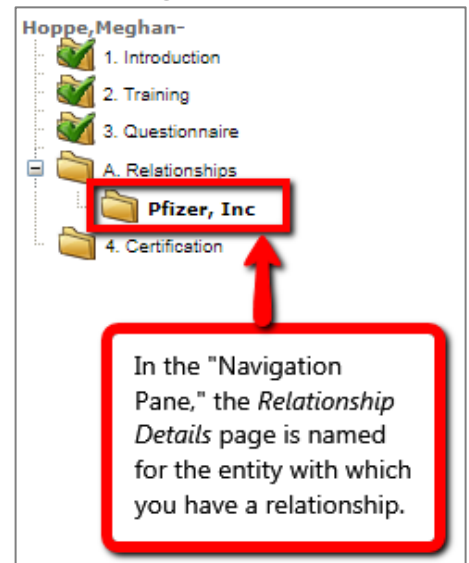 Hoppe,Meghan-
1. Introduction
2. Training
3. Questionnaire
A. Relationships
Pfizer, Inc
4. Certification
In the "Navigation
Pane," the Relationship
Details page is named
for the entity with which
you have a relationship.